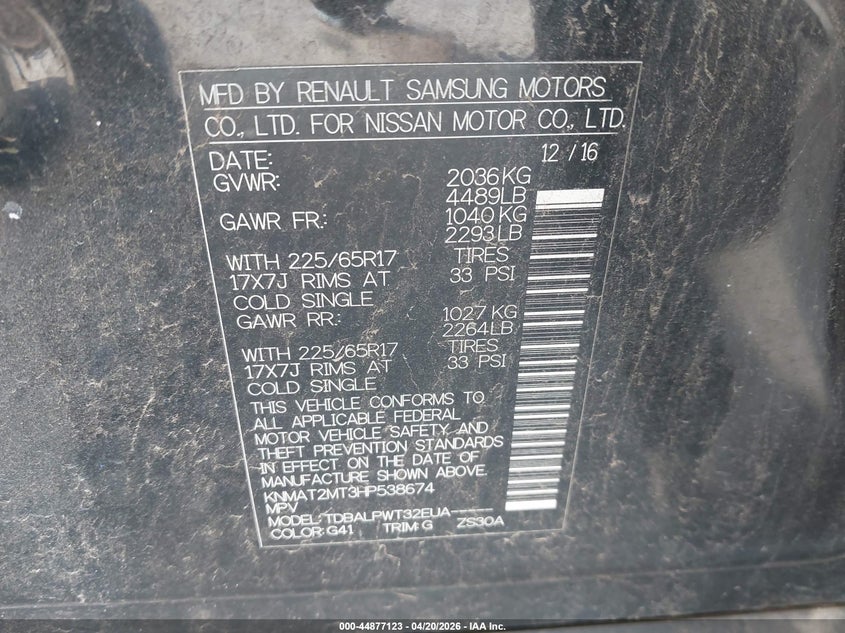 MFD BY RENAULT SAMSUNG MOTORS
CO., LTD. FOR NISSAN MOTOR CO., LTD.
DATE: 12 / 16
GVWR: 2036KG
4489LB
GAWR FR: 1040KG
2293LB
WITH 225/65R17 TIRES
17X7J RIMS AT 33 PSI
COLD SINGLE
GAWR RR: 1027KG
2264LB
WITH 225/65R17 TIRES
17X7J RIMS AT 33 PSI
COLD SINGLE
THIS VEHICLE CONFORMS TO
ALL APPLICABLE FEDERAL
MOTOR VEHICLE SAFETY AND
THEFT PREVENTION STANDARDS
IN EFFECT ON THE DATE OF
MANUFACTURE SHOWN ABOVE.
KNMAT2MT3HP538674
MPV
MODEL: TDBALPWT32EUA-----
COLOR: G41 TRIM: G ZS30A
000-44877123 — 04/20/2026 — IAA Inc.